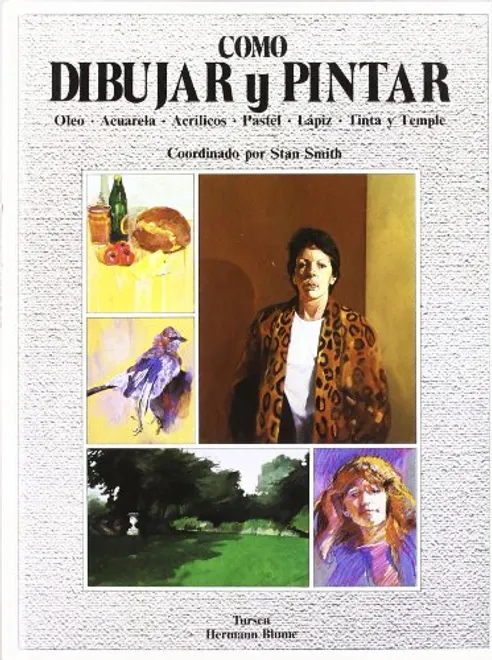 COMO
DIBUJAR y PINTAR
Oleo · Acuarela · Acrílicos · Pastel · Lápiz · Tinta y Temple
Coordinado por Stan Smith
Tursen
Hermann Blume